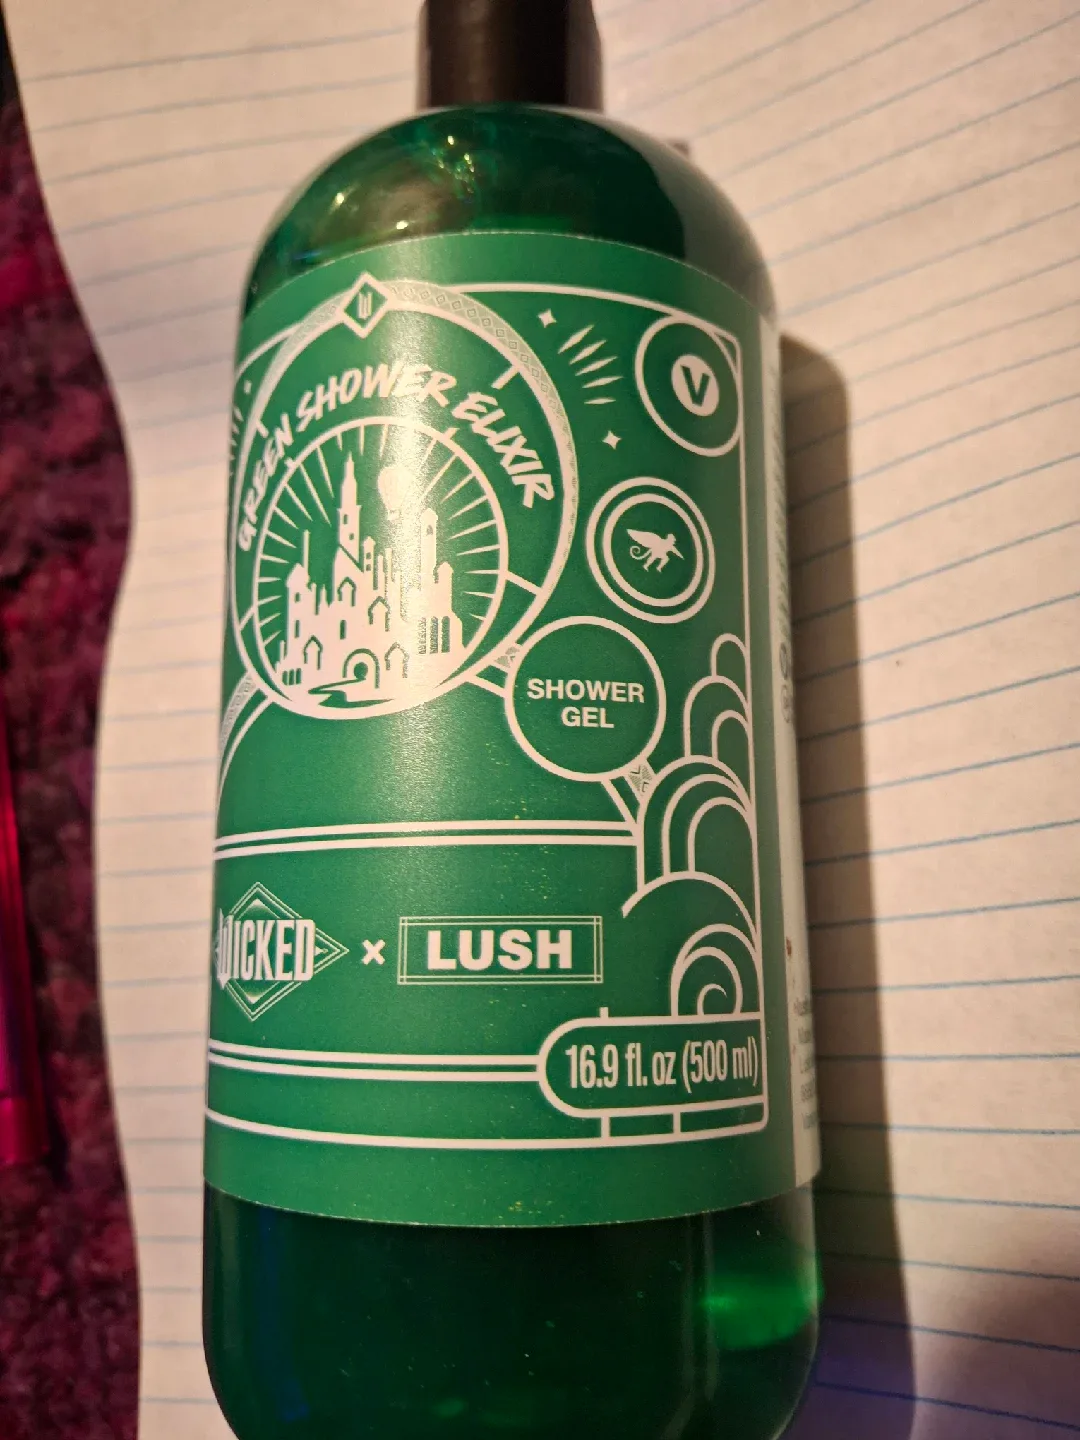 W
GREEN SHOWER ELIXIR
V
SHOWER
GEL
WICKED x LUSH
16.9 fl. oz (500 ml)